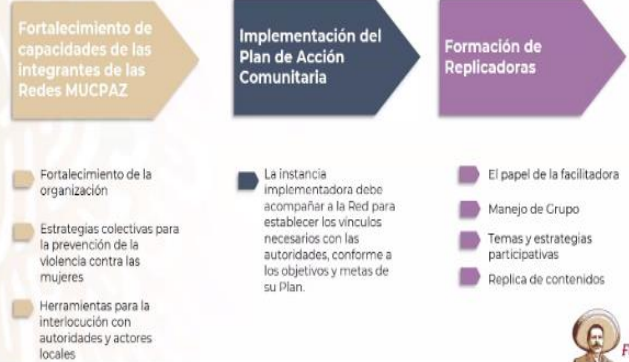 Fortalecimiento de
capacidades de las
integrantes de las
Redes MUCPAZ
Implementación del
Plan de Acción
Comunitaria
Formación de
Replicadoras
Fortalecimiento de la
organización
Estrategias colectivas para
la prevención de la
violencia contra las
mujeres
Herramientas para la
interlocución con
autoridades y actores
locales
La instancia
implementadora debe
acompañar a la Red para
establecer los vínculos
necesarios con las
autoridades, conforme a
los objetivos y metas de
su Plan.
El papel de la facilitadora
Manejo de Grupo
Temas y estrategias
participativas
Replica de contenidos